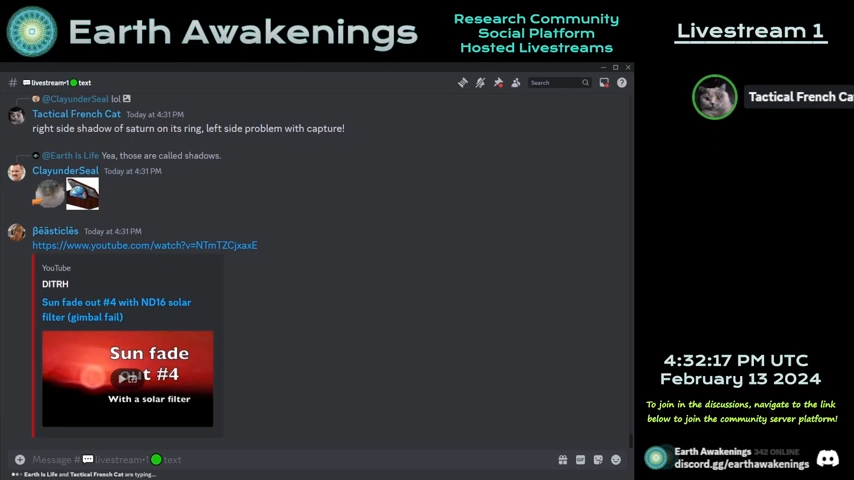 Earth Awakenings
Research Community
Social Platform
Hosted Livestreams
Livestream 1
# livestream•1 text
Search
@ClayunderSeal lol
Tactical French Cat Today at 4:31 PM
right side shadow of saturn on its ring, left side problem with capture!
@Earth Is Life Yea, those are called shadows.
ClayunderSeal Today at 4:31 PM
βēāsticlēs Today at 4:31 PM
https://www.youtube.com/watch?v=NTmTZCjxaxE
YouTube
DITRH
Sun fade out #4 with ND16 solar
filter (gimbal fail)
Sun fade
#4
With a solar filter
Message # livestream•1 text
Earth Is Life and Tactical French Cat are typing...
Tactical French Ca
4:32:17 PM UTC
February 13 2024
To join in the discussions, navigate to the link
below to join the community server platform!
Earth Awakenings 342 ONLINE
discord.gg/earthawakenings